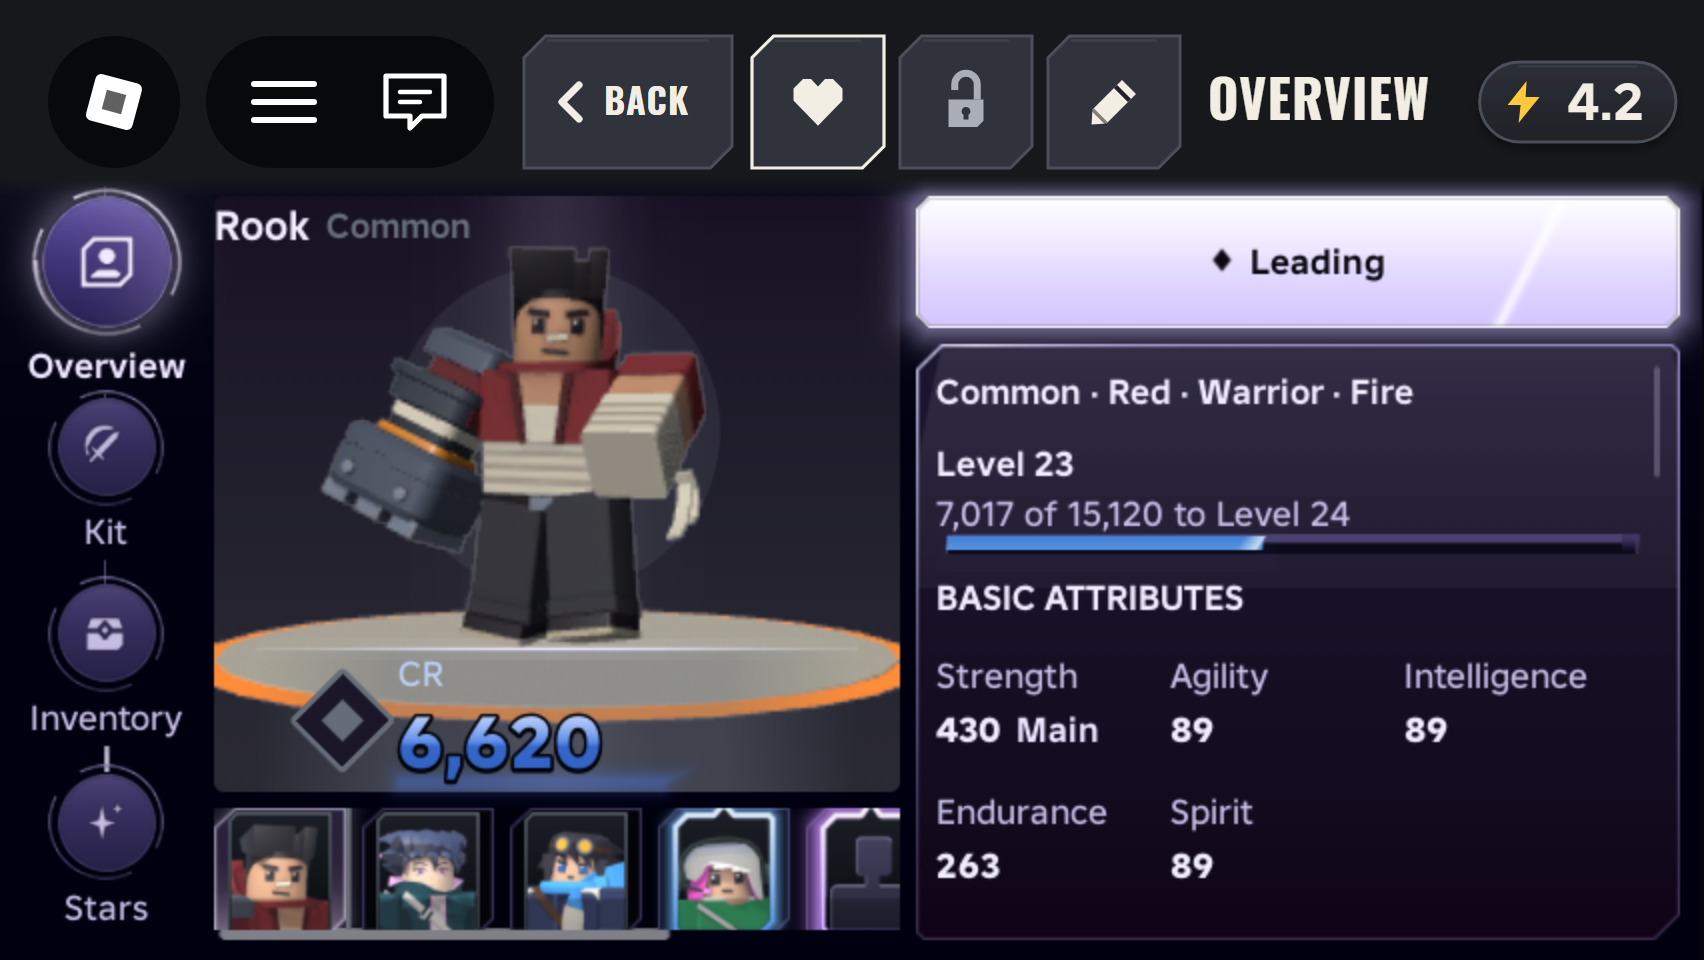 BACK
OVERVIEW
4.2
Overview
Kit
Inventory
Stars
Rook Common
CR
6,620
♦ Leading
Common · Red · Warrior · Fire
Level 23
7,017 of 15,120 to Level 24
BASIC ATTRIBUTES
Strength Agility Intelligence
430 Main 89 89
Endurance Spirit
263 89